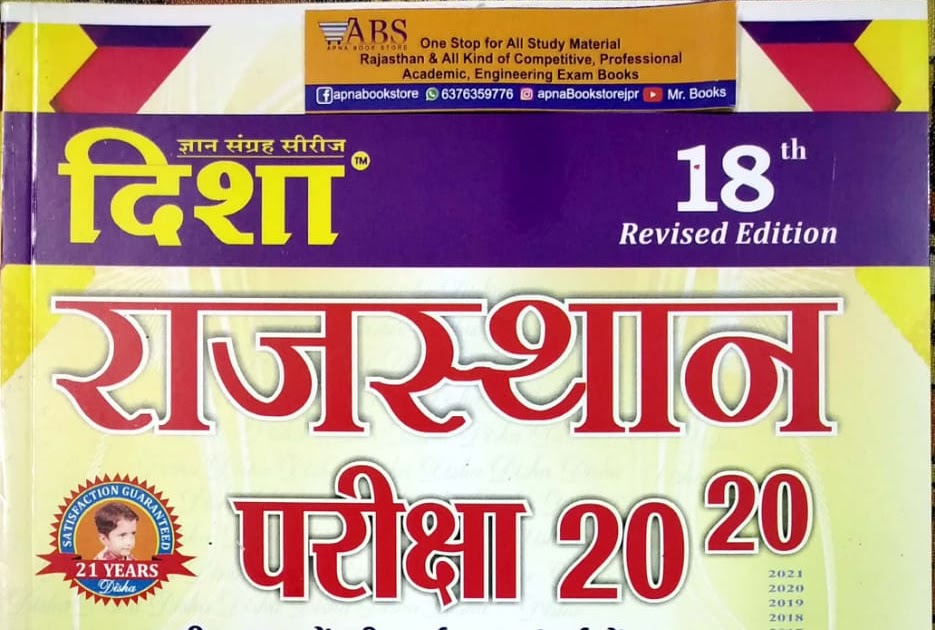 ABS
APNA BOOK STORE
One Stop for All Study Material
Rajasthan & All Kind of Competitive, Professional
Academic, Engineering Exam Books
apnabookstore 6376359776 apnaBookstorejpr Mr. Books
ज्ञान संग्रह सीरीज
दिशा TM
18th
Revised Edition
राजस्थान
परीक्षा 2020
SATISFACTION GUARANTEED
21 YEARS
Disha
2021
2020
2019
2018